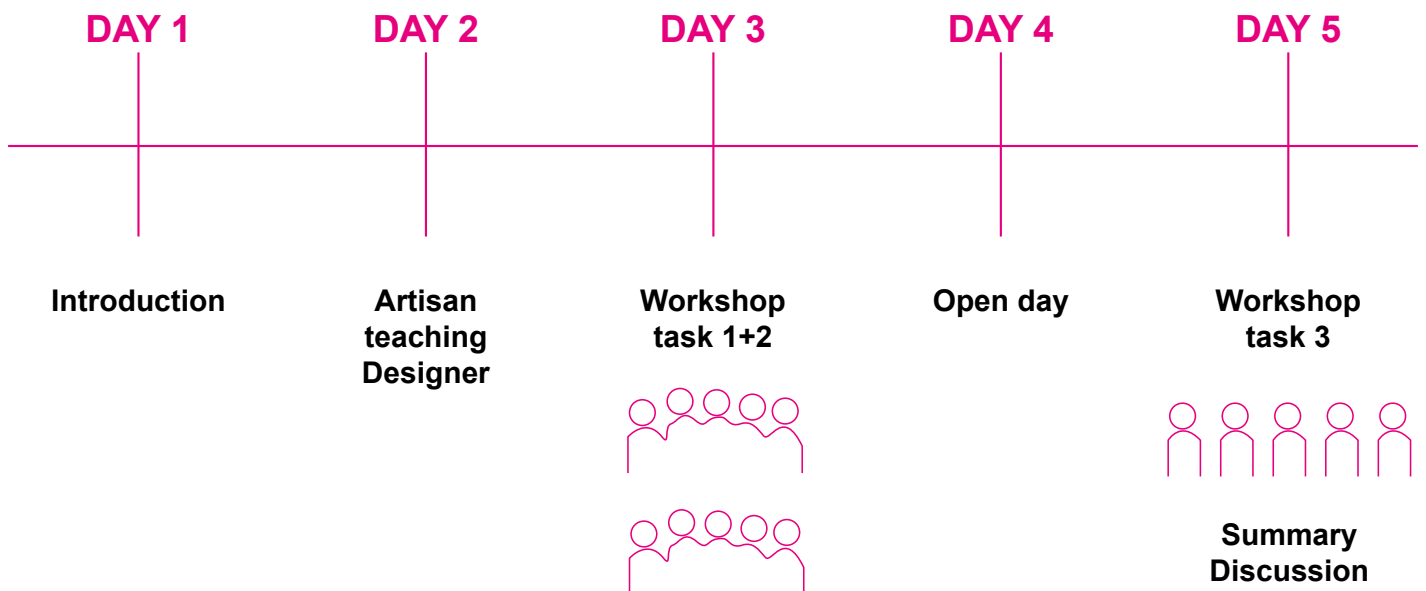 DAY 1
DAY 2
DAY 3
DAY 4
DAY 5
Introduction
Artisan
teaching
Designer
Workshop
task 1+2
Open day
Workshop
task 3
Summary
Discussion